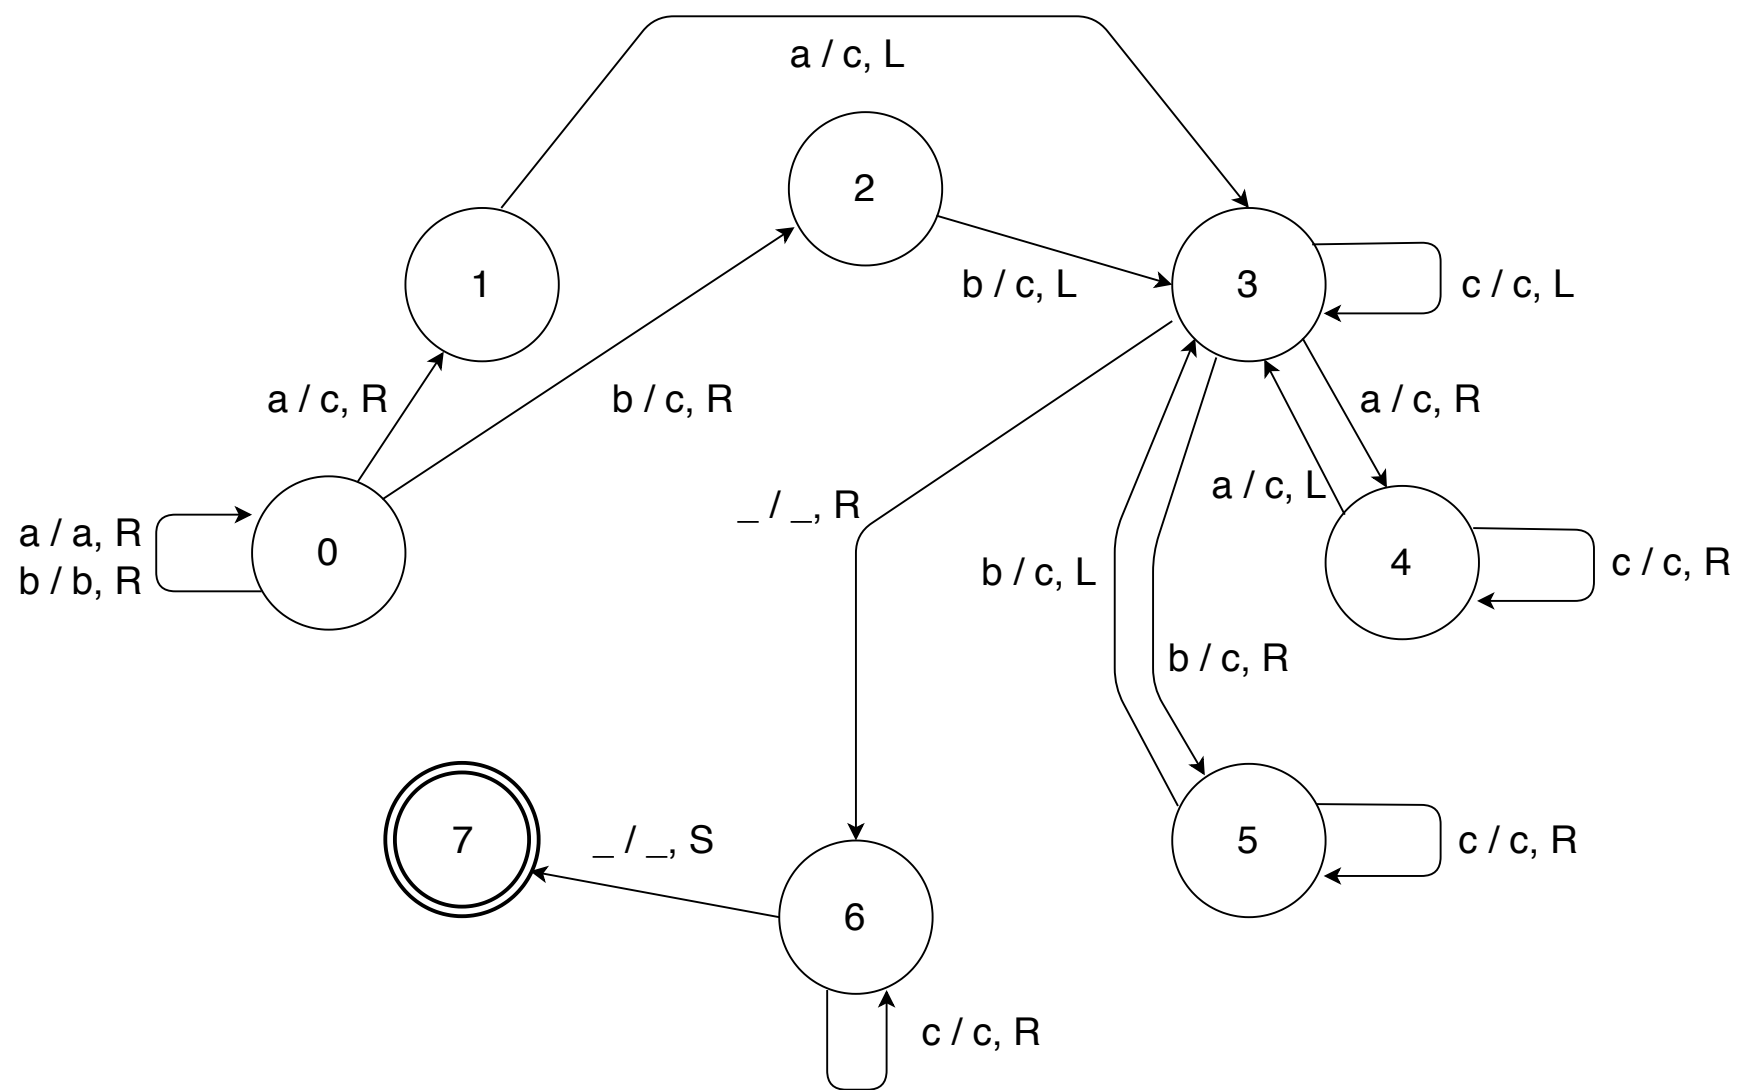 a / c, L
2
1
b / c, L
3
c / c, L
a / c, R
b / c, R
a / c, R
a / c, L
_ / _, R
a / a, R
b / b, R
0
b / c, L
4
c / c, R
b / c, R
7
_ / _, S
5
c / c, R
6
c / c, R